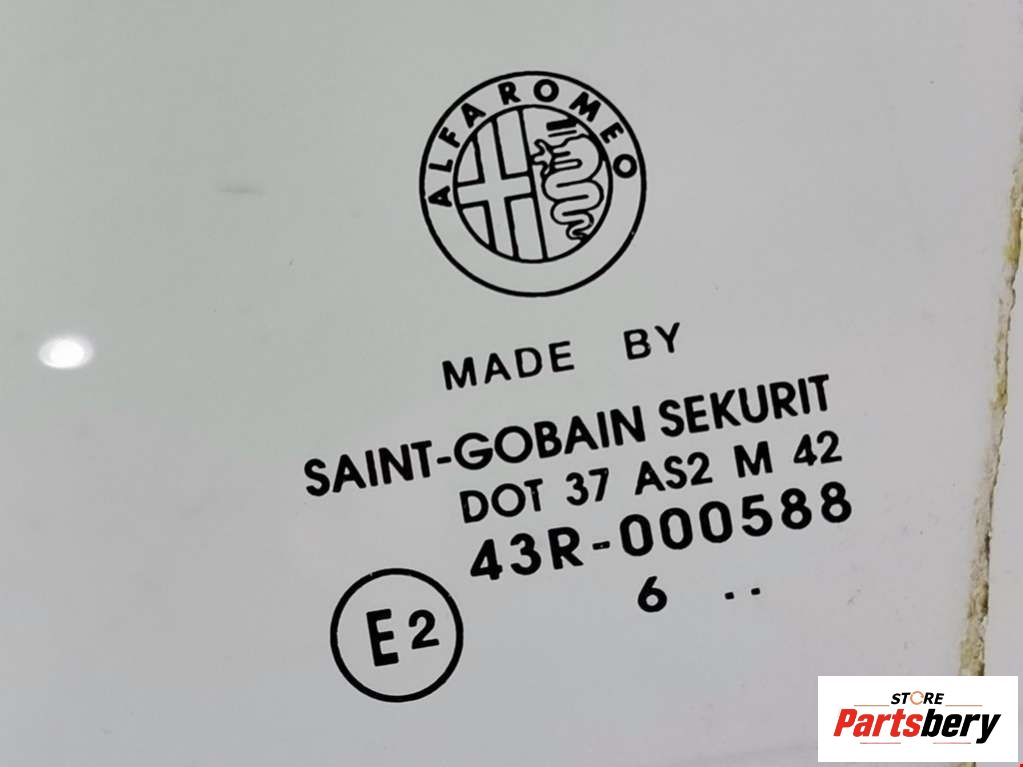 ALFA ROMEO
MADE BY
SAINT-GOBAIN SEKURIT
DOT 37 AS2 M 42
43R-000588
6 ..
E2
STORE
Partsbery